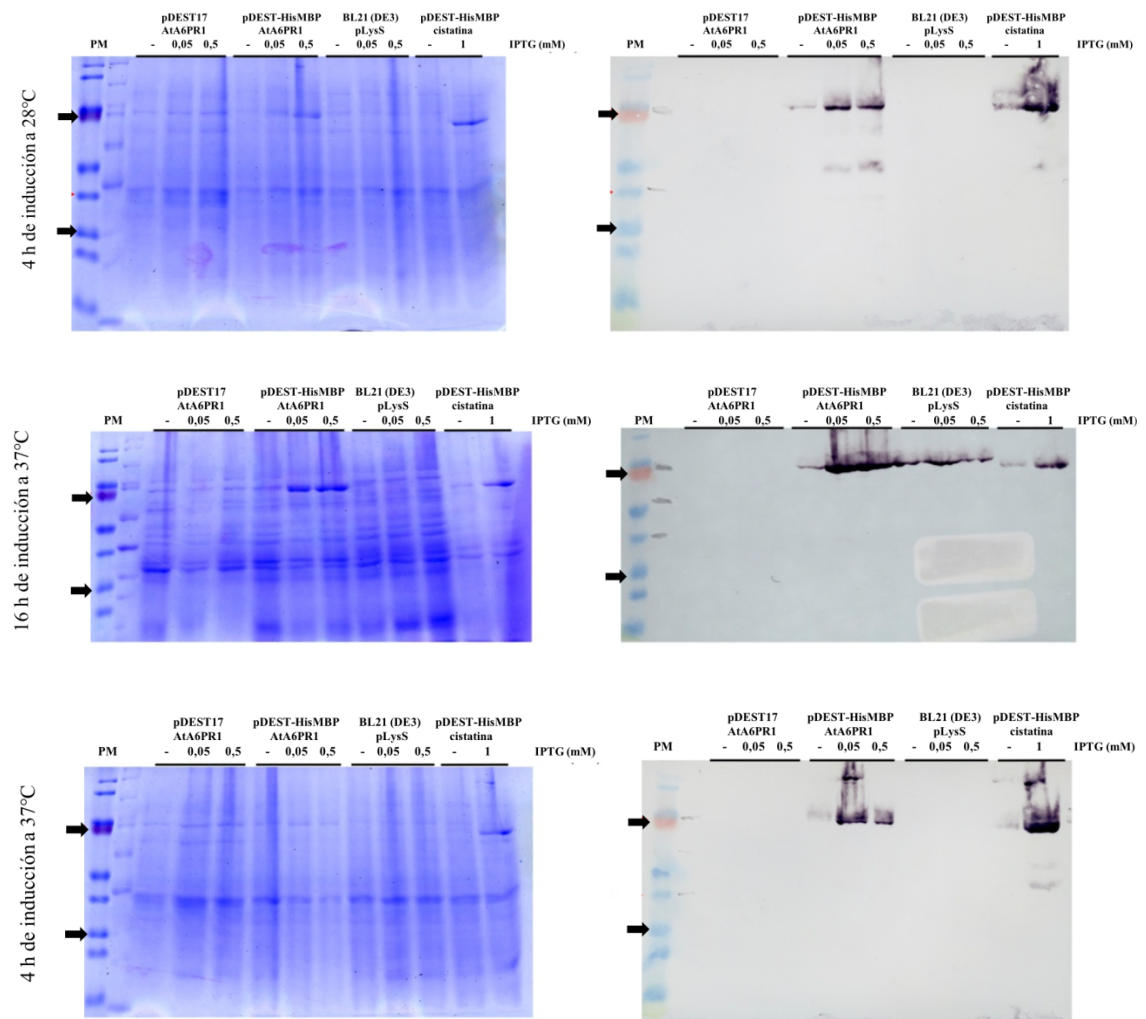 pDEST17 pDEST-HisMBP BL21 (DE3) pDEST-HisMBP
AtA6PR1 AtA6PR1 pLysS cistatina
PM - 0,05 0,5 - 0,05 0,5 - 0,05 0,5 - 1 IPTG (mM)
pDEST17 pDEST-HisMBP BL21 (DE3) pDEST-HisMBP
AtA6PR1 AtA6PR1 pLysS cistatina
PM - 0,05 0,5 - 0,05 0,5 - 0,05 0,5 - 1 IPTG (mM)
4 h de inducción a 28°C
pDEST17 pDEST-HisMBP BL21 (DE3) pDEST-HisMBP
AtA6PR1 AtA6PR1 pLysS cistatina
PM - 0,05 0,5 - 0,05 0,5 - 0,05 0,5 - 1 IPTG (mM)
pDEST17 pDEST-HisMBP BL21 (DE3) pDEST-HisMBP
AtA6PR1 AtA6PR1 pLysS cistatina
PM - 0,05 0,5 - 0,05 0,5 - 0,05 0,5 - 1 IPTG (mM)
16 h de inducción a 37°C
pDEST17 pDEST-HisMBP BL21 (DE3) pDEST-HisMBP
AtA6PR1 AtA6PR1 pLysS cistatina
PM - 0,05 0,5 - 0,05 0,5 - 0,05 0,5 - 1 IPTG (mM)
pDEST17 pDEST-HisMBP BL21 (DE3) pDEST-HisMBP
AtA6PR1 AtA6PR1 pLysS cistatina
PM - 0,05 0,5 - 0,05 0,5 - 0,05 0,5 - 1 IPTG (mM)
4 h de inducción a 37°C